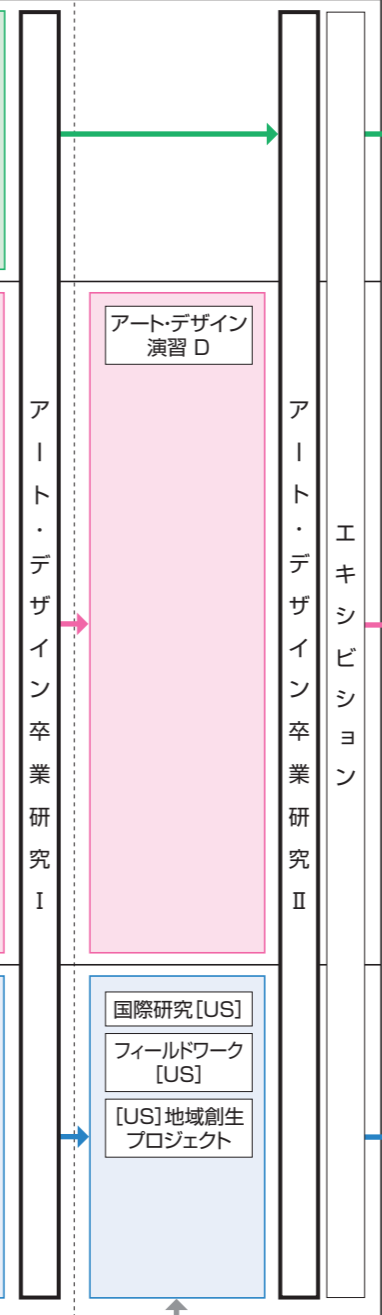 アート・デザイン卒業研究Ⅰ
アート・デザイン
演習 D
国際研究[US]
フィールドワーク
[US]
[US]地域創生
プロジェクト
アート・デザイン卒業研究Ⅱ
エキシビション